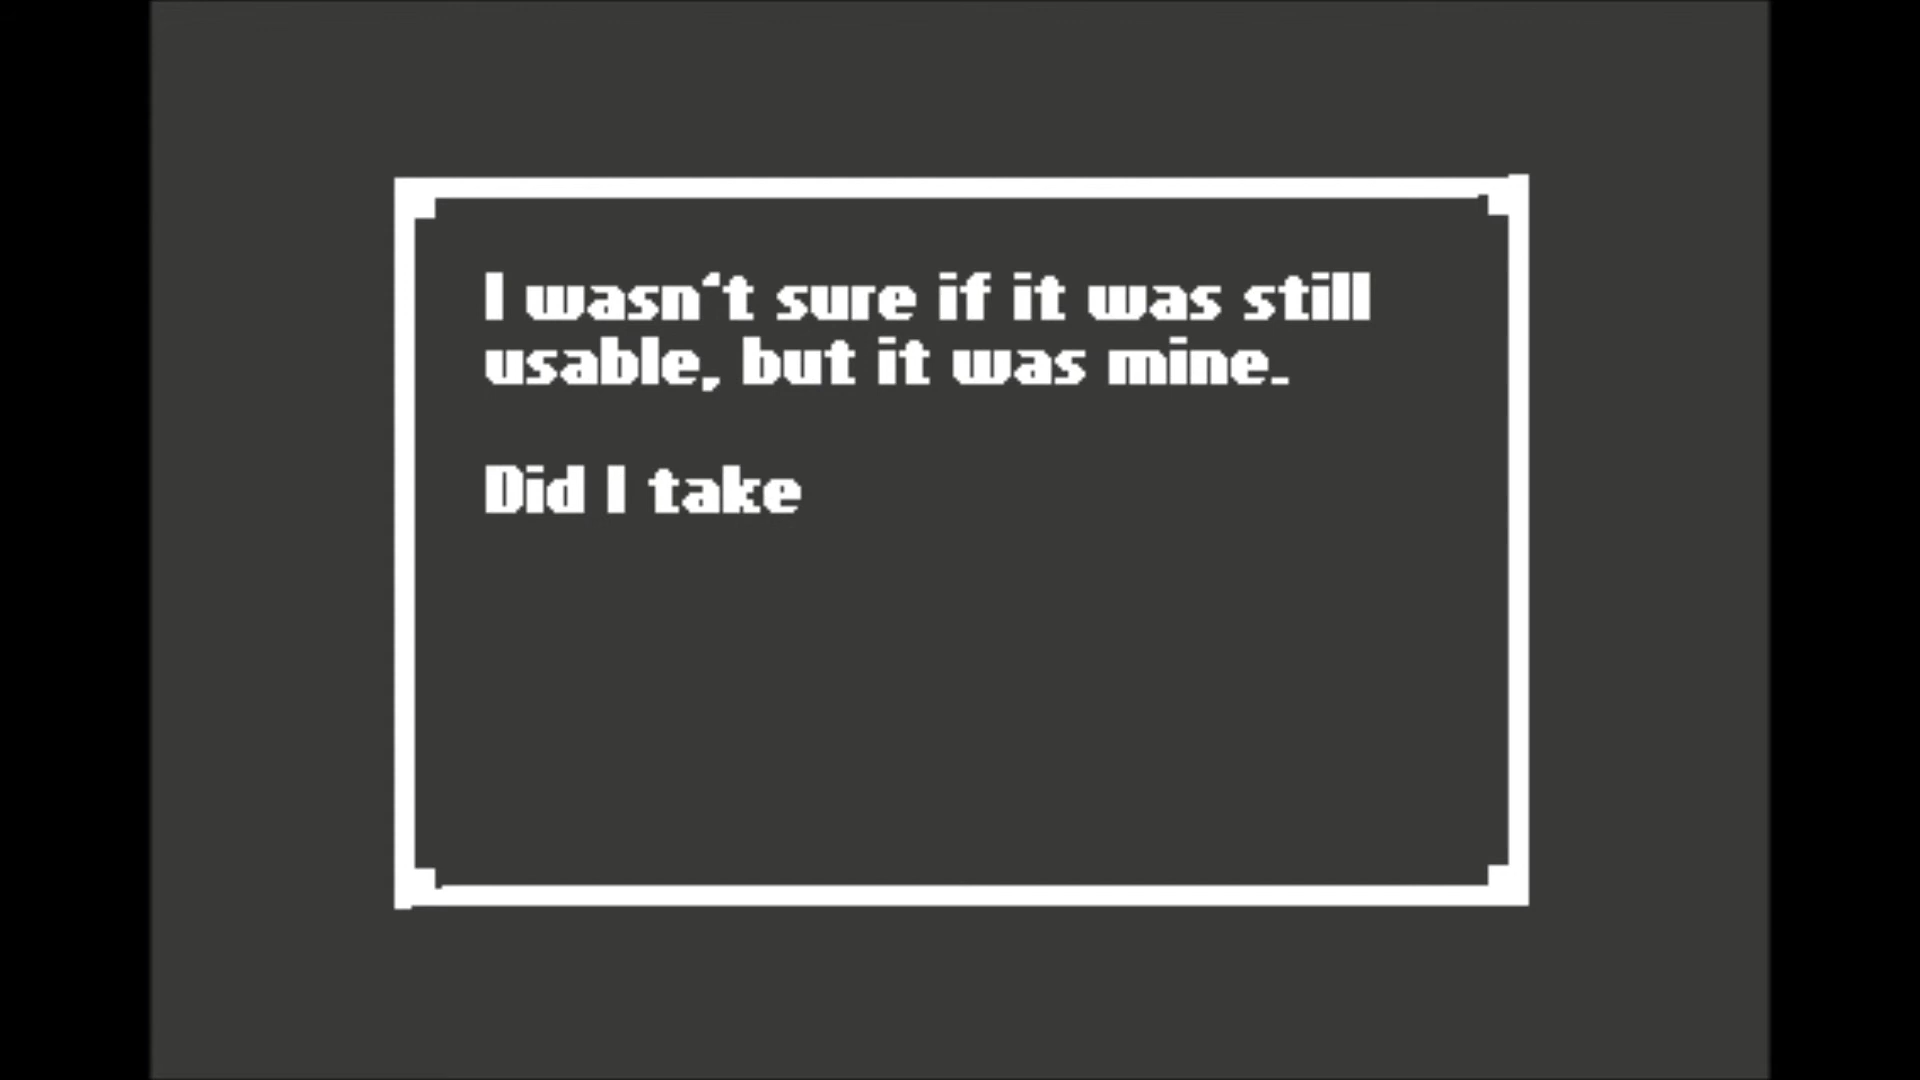 I wasn‘t sure if it was still
usable, but it was mine.
Did I take